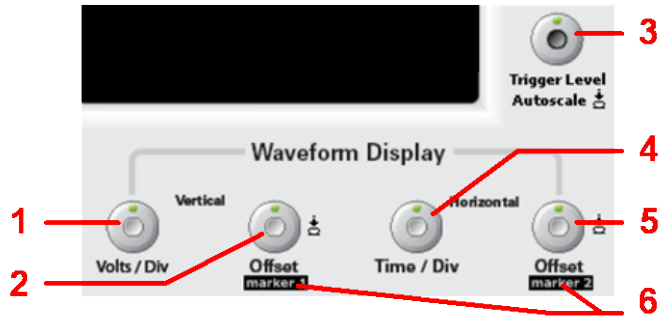 3
Trigger Level
Autoscale
4
Waveform Display
1
Vertical
Horizontal
5
Volts / Div
2
Offset
marker 1
Time / Div
Offset
marker 2
6